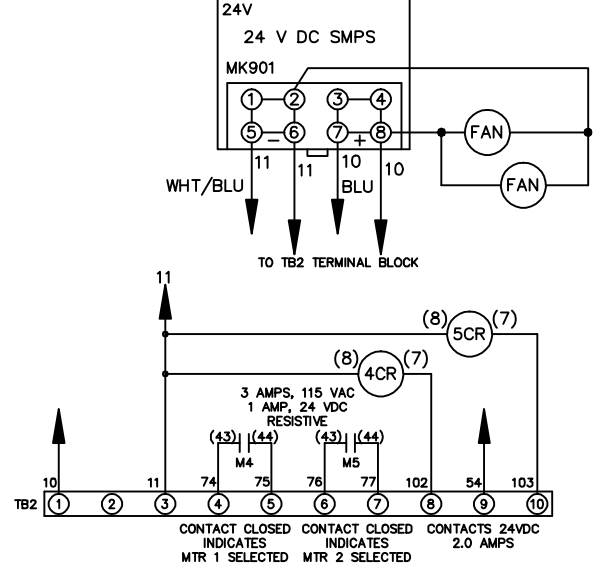 24V
24 V DC SMPS
MK901
1 2 3 4
5 − 6 7 + 8 FAN
FAN
11 11 10 10
WHT/BLU BLU
TO TB2 TERMINAL BLOCK
11
(8) 5CR (7)
(8) 4CR (7)
3 AMPS, 115 VAC
1 AMP, 24 VDC
RESISTIVE
(43) (44) (43) (44)
M4 M5
10 11 74 75 76 77 102 54 103
TB2 1 2 3 4 5 6 7 8 9 10
CONTACT CLOSED CONTACT CLOSED CONTACTS 24VDC
INDICATES INDICATES 2.0 AMPS
MTR 1 SELECTED MTR 2 SELECTED